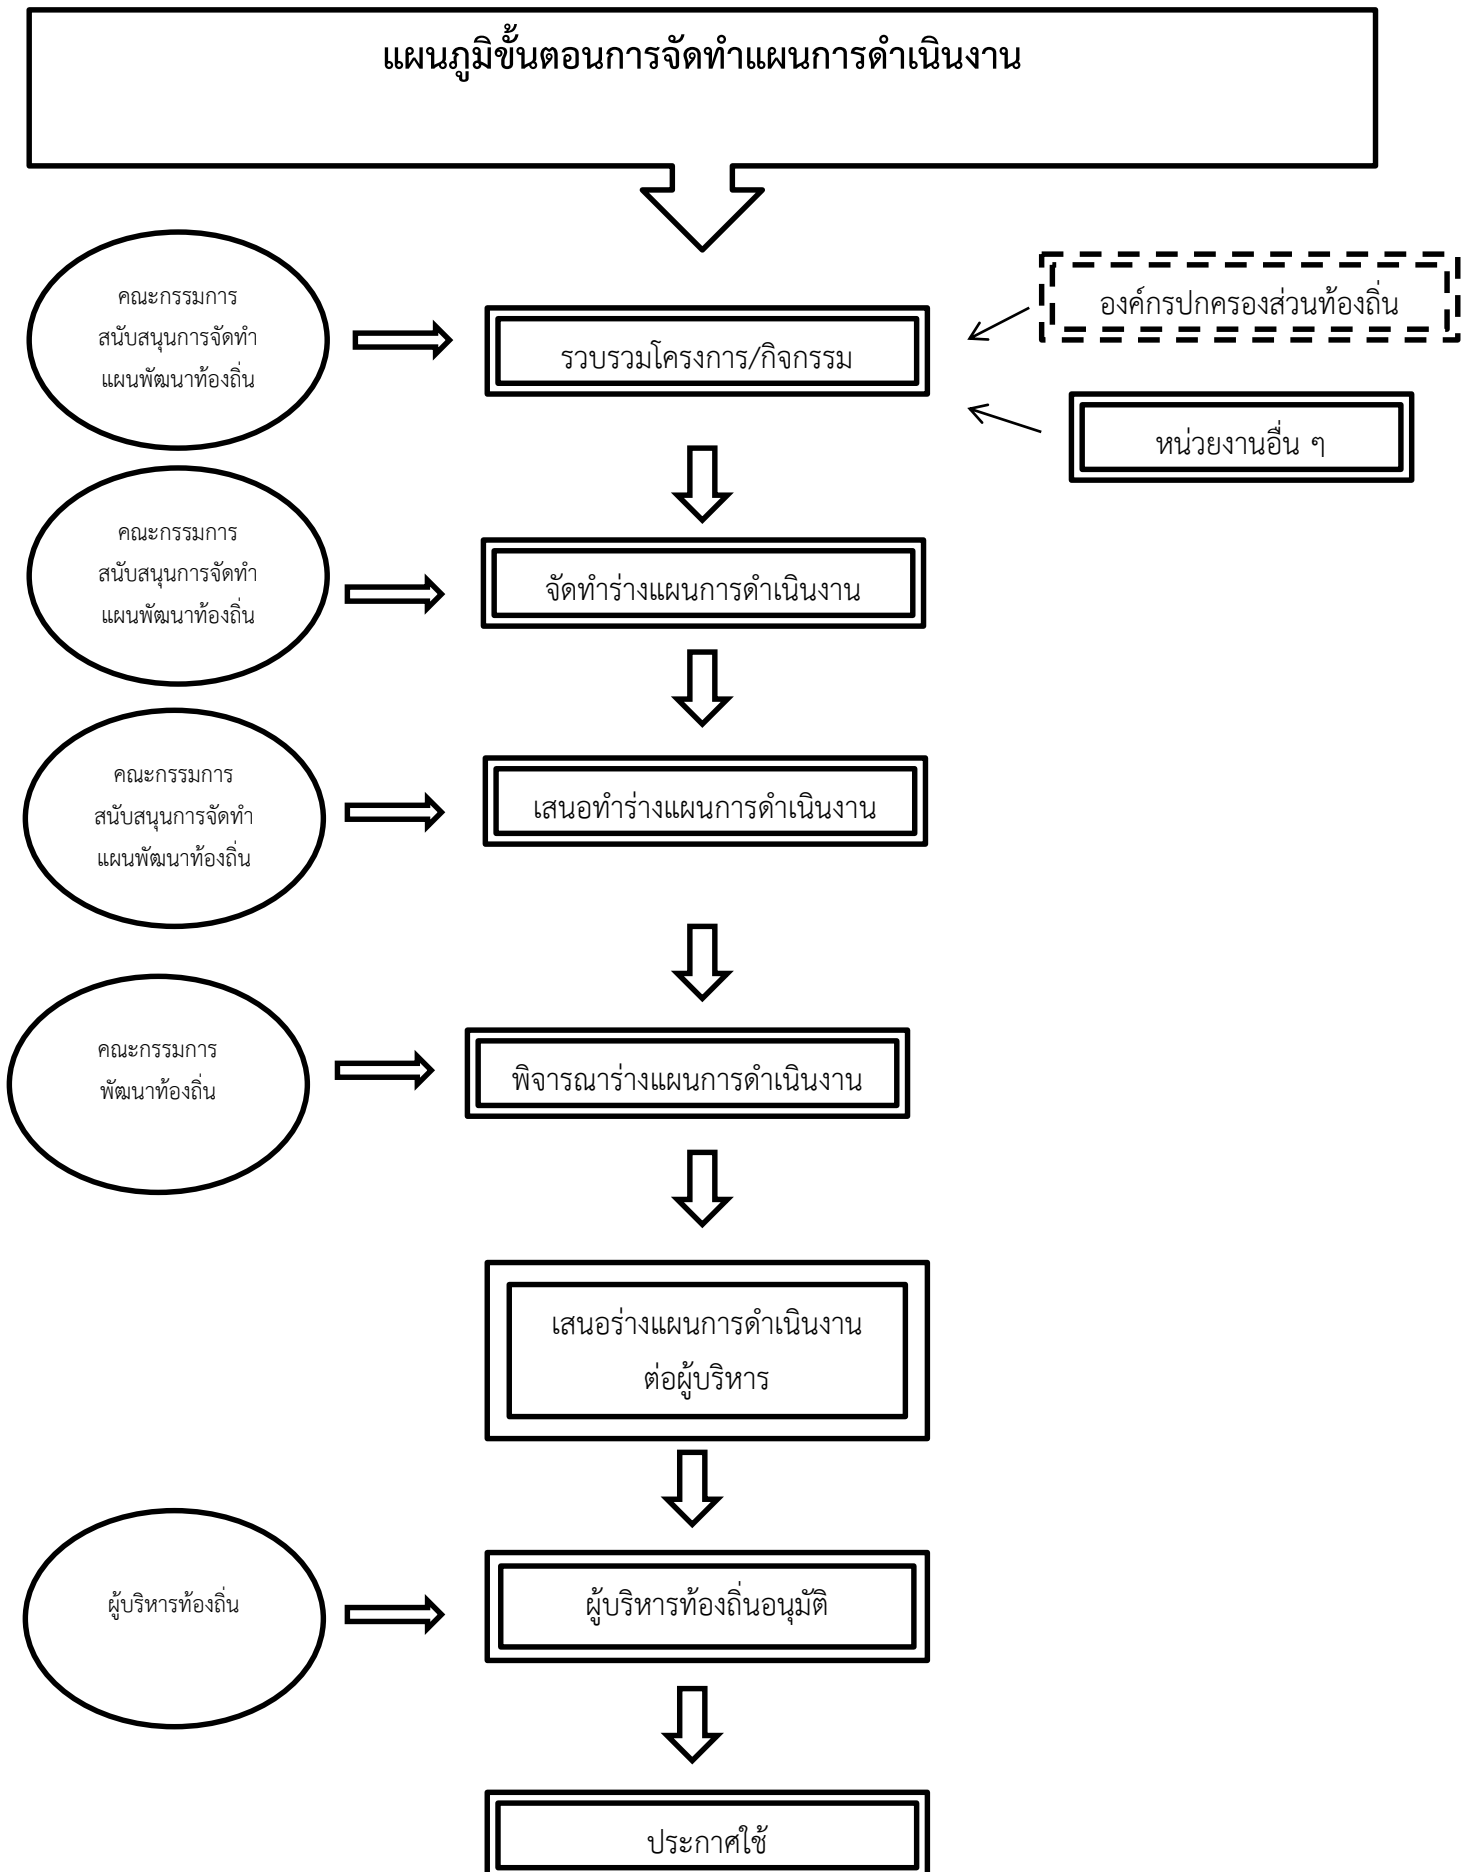 แผนภูมิขั้นตอนการจัดทำแผนการดำเนินงาน
คณะกรรมการ
สนับสนุนการจัดทำ
แผนพัฒนาท้องถิ่น
รวบรวมโครงการ/กิจกรรม
องค์กรปกครองส่วนท้องถิ่น
หน่วยงานอื่น ๆ
คณะกรรมการ
สนับสนุนการจัดทำ
แผนพัฒนาท้องถิ่น
จัดทำร่างแผนการดำเนินงาน
คณะกรรมการ
สนับสนุนการจัดทำ
แผนพัฒนาท้องถิ่น
เสนอทำร่างแผนการดำเนินงาน
คณะกรรมการ
พัฒนาท้องถิ่น
พิจารณาร่างแผนการดำเนินงาน
เสนอร่างแผนการดำเนินงาน
ต่อผู้บริหาร
ผู้บริหารท้องถิ่น
ผู้บริหารท้องถิ่นอนุมัติ
ประกาศใช้